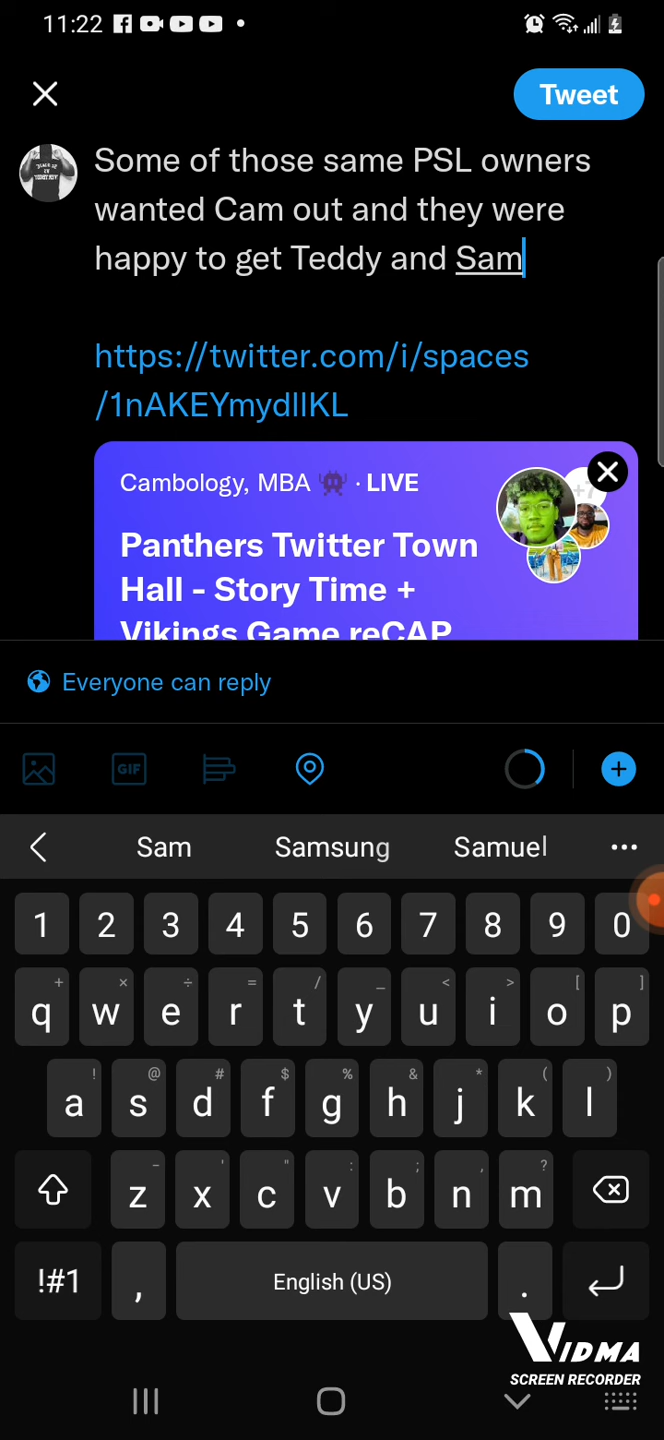 11:22
Tweet
Some of those same PSL owners
wanted Cam out and they were
happy to get Teddy and Sam
https://twitter.com/i/spaces
/1nAKEYmydllKL
Cambology, MBA 👾 · LIVE
+7
Panthers Twitter Town
Hall - Story Time +
Vikings Game reCAP
Everyone can reply
GIF
Sam Samsung Samuel
1 2 3 4 5 6 7 8 9 0
+ × ÷ = / _ < > [ ]
q w e r t y u i o p
! @ # $ % & * ( )
a s d f g h j k l
- ' " : ; , ?
z x c v b n m
!#1 , English (US) .
VIDMA
SCREEN RECORDER